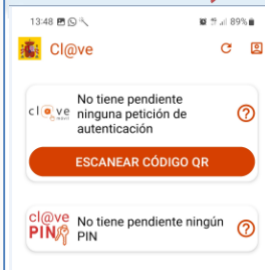 13:48 89%
Cl@ve
cl@ve
No tiene pendiente
ninguna petición de
autenticación
ESCANEAR CÓDIGO QR
cl@ve
PIN
No tiene pendiente ningún
PIN